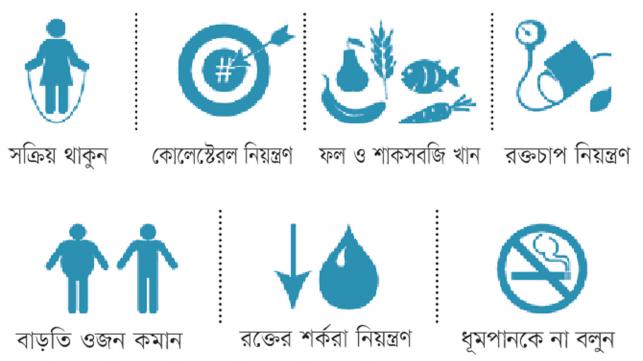 #
সক্রিয় থাকুন
কোলেস্টেরল নিয়ন্ত্রণ
ফল ও শাকসবজি খান
রক্তচাপ নিয়ন্ত্রণ
বাড়তি ওজন কমান
রক্তের শর্করা নিয়ন্ত্রণ
ধূমপানকে না বলুন